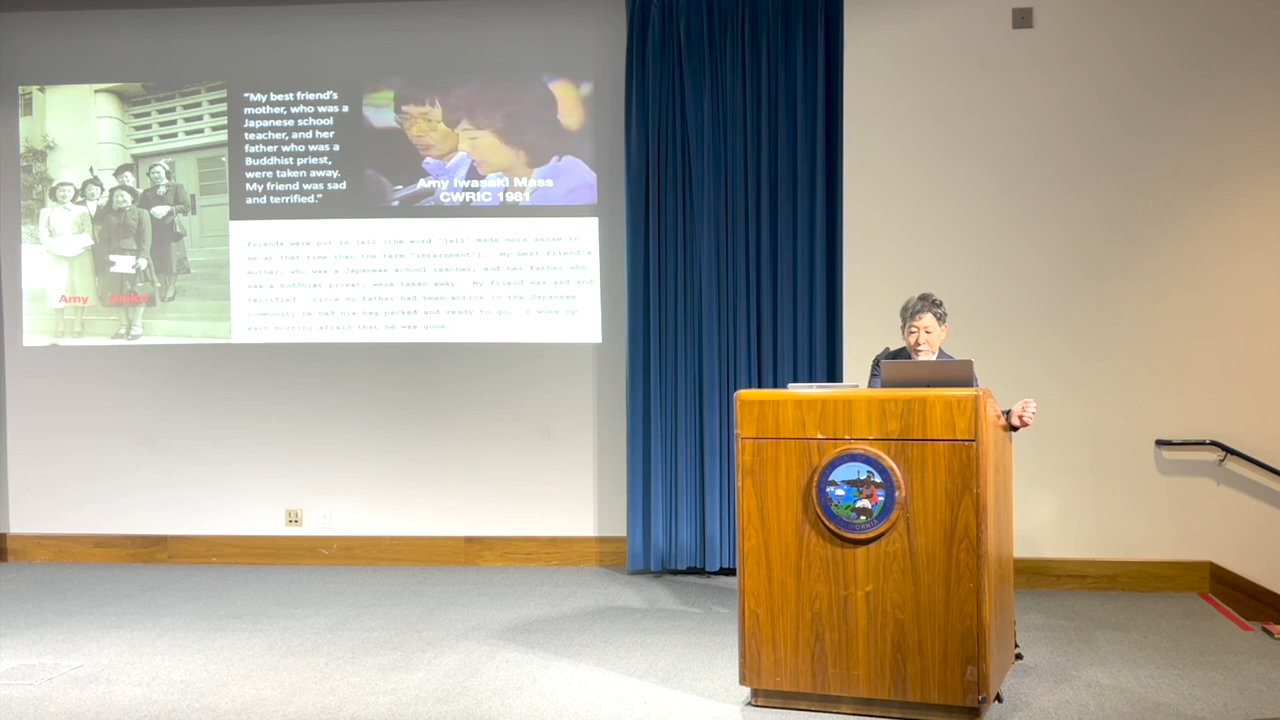 "My best friend's
mother, who was a
Japanese school
teacher, and her
father who was a
Buddhist priest,
were taken away.
My friend was sad
and terrified."
Amy Iwasaki Mass
CWRIC 1981
Amy
friends were put in jail (the word "jail" made more sense to
me at that time than the term "internment"). My best friend's
mother, who was a Japanese school teacher, and her father who
was a Buddhist priest, were taken away. My friend was sad and
terrified. Since my father had been active in the Japanese
community he had his bag packed and ready to go. I woke up
each morning afraid that he was gone.
SEAL OF